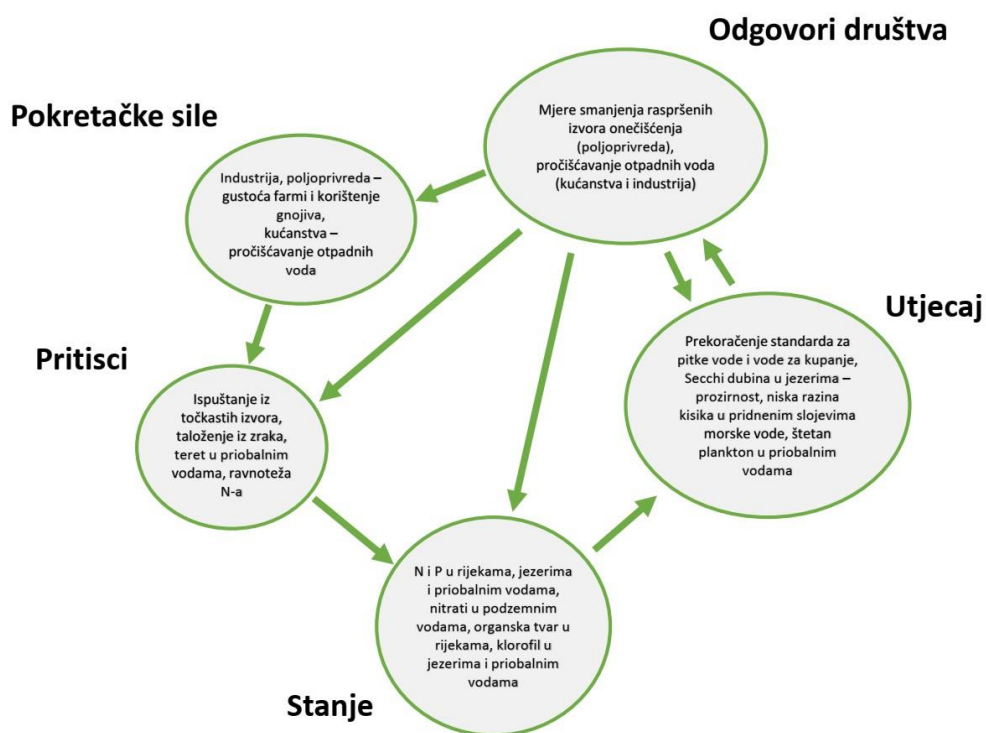 Odgovori društva
Mjere smanjenja raspršenih
izvora onečišćenja
(poljoprivreda),
pročišćavanje otpadnih voda
(kućanstva i industrija)
Pokretačke sile
Industrija, poljoprivreda –
gustoća farmi i korištenje
gnojiva,
kućanstva –
pročišćavanje otpadnih
voda
Utjecaj
Prekoračenje standarda za
pitke vode i vode za kupanje,
Secchi dubina u jezerima –
prozirnost, niska razina
kisika u pridnenim slojevima
morske vode, štetan
plankton u priobalnim
vodama
Pritisci
Ispuštanje iz
točkastih izvora,
taloženje iz zraka,
teret u priobalnim
vodama, ravnoteža
N-a
N i P u rijekama, jezerima
i priobalnim vodama,
nitrati u podzemnim
vodama, organska tvar u
rijekama, klorofil u
jezerima i priobalnim
vodama
Stanje